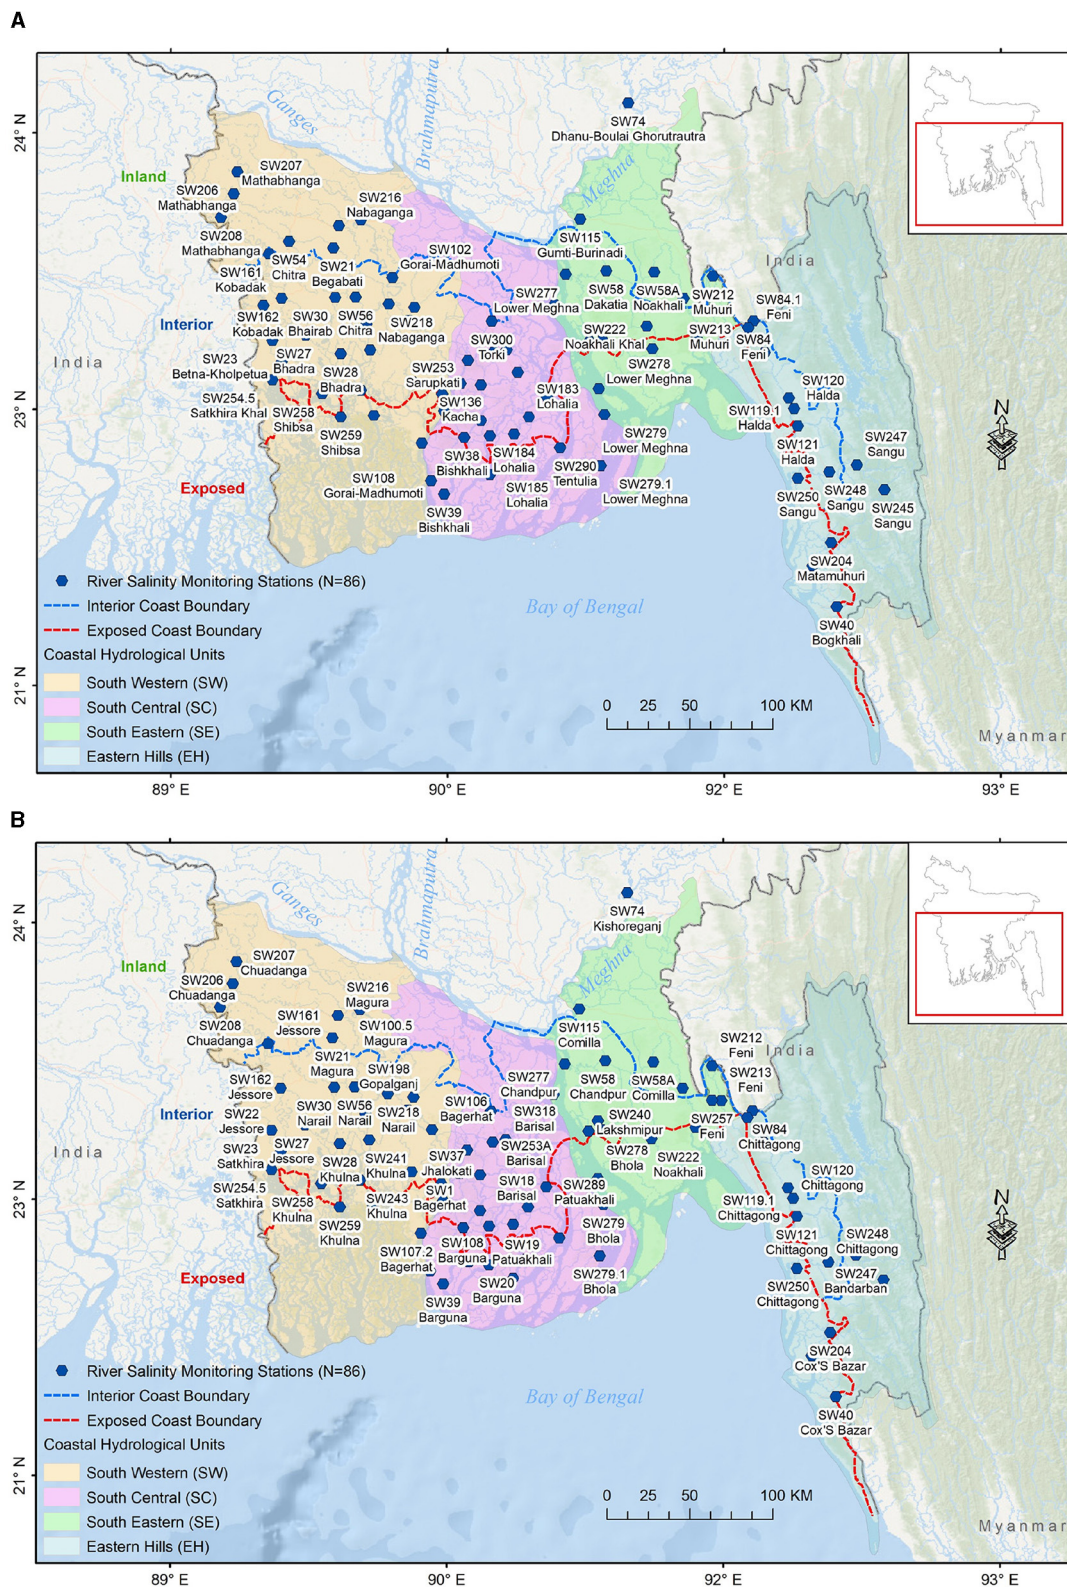 A
24° N
23° N
21° N
89° E
90° E
92° E
93° E
Ganges
Brahmaputra
Meghna
SW74
Dhanu-Boulai Ghorutrautra
Inland
SW207
Mathabhanga
SW206
Mathabhanga
SW216
Nabaganga
SW208
Mathabhanga
SW54
Chitra
SW102
Gorai-Madhumoti
SW115
Gumti-Burinadi
India
SW161
Kobadak
SW21
Begabati
SW277
Lower Meghna
SW58
Dakatia
SW58A
Noakhali
SW212
Muhuri
SW84.1
Feni
SW162
Kobadak
SW30
Bhairab
SW56
Chitra
SW218
Nabaganga
Interior
SW300
Torki
SW222
Noakhali Khal
SW213
Muhuri
SW84
Feni
India
SW23
Betna-Kholpetua
SW27
Bhadra
SW28
Bhadra
SW253
Sarupkati
SW278
Lower Meghna
SW183
Lohalia
SW120
Halda
SW254.5
Satkhira Khal
SW258
Shibsa
SW136
Kacha
SW119.1
Halda
SW259
Shibsa
SW279
Lower Meghna
SW121
Halda
SW247
Sangu
SW38
Bishkhali
SW184
Lohalia
SW290
Tentulia
SW108
Gorai-Madhumoti
Exposed
SW185
Lohalia
SW279.1
Lower Meghna
SW250
Sangu
SW248
Sangu
SW245
Sangu
SW39
Bishkhali
SW204
Matamuhuri
SW40
Bogkhali
N
Bay of Bengal
Myanmar
River Salinity Monitoring Stations (N=86)
Interior Coast Boundary
Exposed Coast Boundary
Coastal Hydrological Units
South Western (SW)
South Central (SC)
South Eastern (SE)
Eastern Hills (EH)
0 25 50 100 KM
B
24° N
23° N
21° N
89° E
90° E
92° E
93° E
Ganges
Brahmaputra
Meghna
SW74
Kishoreganj
Inland
SW207
Chuadanga
SW206
Chuadanga
SW216
Magura
SW208
Chuadanga
SW161
Jessore
SW100.5
Magura
SW115
Comilla
SW212
Feni
India
SW21
Magura
SW198
Gopalganj
SW162
Jessore
SW277
Chandpur
SW58
Chandpur
SW58A
Comilla
SW213
Feni
Interior
SW22
Jessore
SW30
Narail
SW56
Narail
SW218
Narail
SW106
Bagerhat
SW318
Barisal
SW240
Lakshmipur
SW257
Feni
SW84
Chittagong
India
SW23
Satkhira
SW27
Jessore
SW28
Khulna
SW241
Khulna
SW37
Jhalokati
SW253A
Barisal
SW278
Bhola
SW222
Noakhali
SW254.5
Satkhira
SW258
Khulna
SW243
Khulna
SW1
Bagerhat
SW18
Barisal
SW289
Patuakhali
SW120
Chittagong
SW119.1
Chittagong
SW259
Khulna
SW279
Bhola
SW121
Chittagong
SW248
Chittagong
SW107.2
Bagerhat
SW108
Barguna
SW19
Patuakhali
Exposed
SW20
Barguna
SW279.1
Bhola
SW250
Chittagong
SW247
Bandarban
SW39
Barguna
SW204
Cox'S Bazar
SW40
Cox'S Bazar
N
Bay of Bengal
Myanmar
River Salinity Monitoring Stations (N=86)
Interior Coast Boundary
Exposed Coast Boundary
Coastal Hydrological Units
South Western (SW)
South Central (SC)
South Eastern (SE)
Eastern Hills (EH)
0 25 50 100 KM